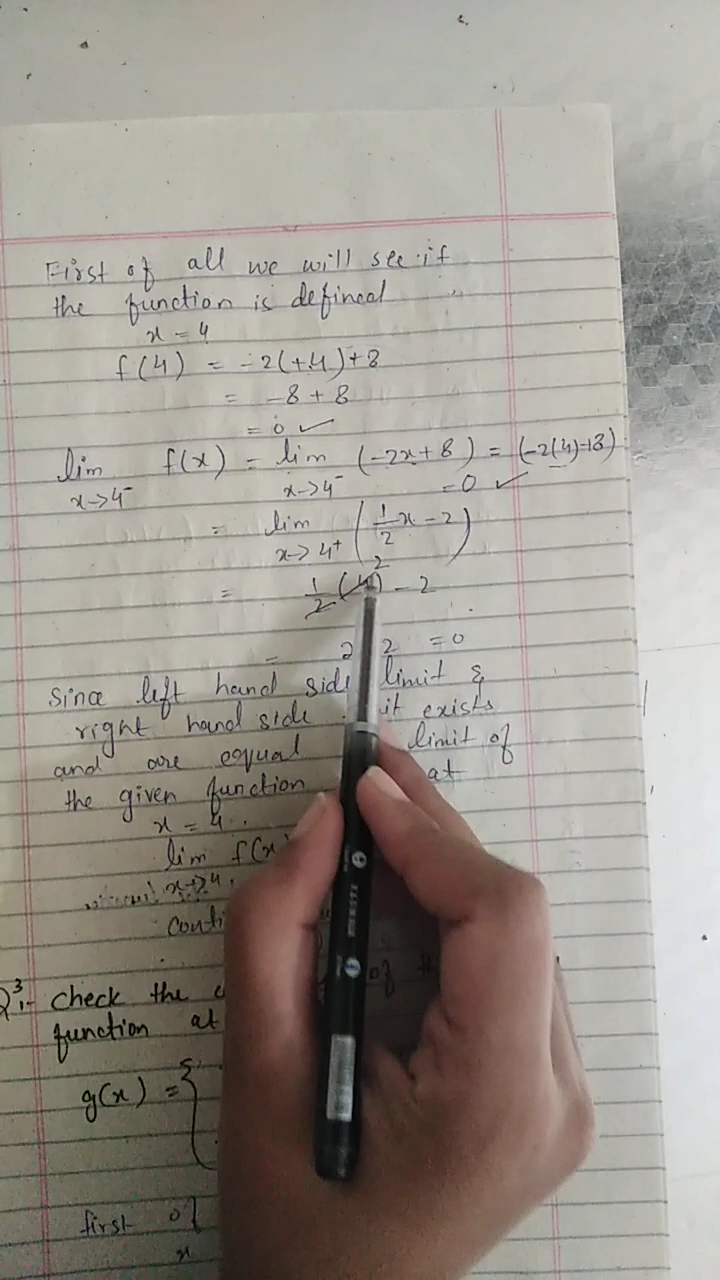 First of all we will see if
the function is defined
x = 4
f(4) = -2(+4)+8
= -8 + 8
= 0 ✓
lim x→4⁻ f(x) = lim x→4⁻ (-2x+8) = (-2(4)+8)
= 0 ✓
= lim x→4⁺ (1/2 x - 2)
= 1/2 (4) 2 - 2
= 2 2 = 0
Since left hand side limit &
right hand side exists
and are equal limit of
the given function at
x = 4.
lim x→4 f(x)
Q3:- check the of
function at
g(x) = {
first of
x